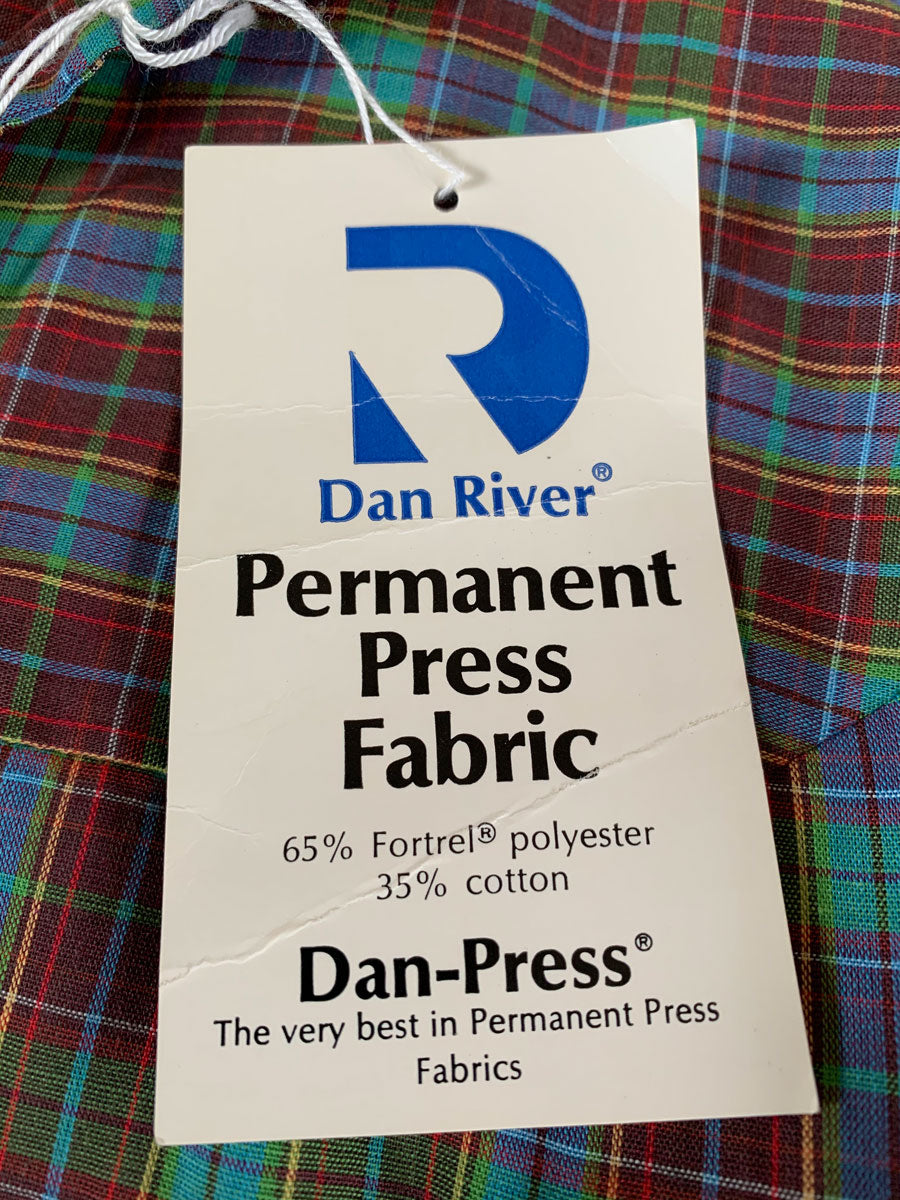 Dan River®
Permanent
Press
Fabric
65% Fortrel® polyester
35% cotton
Dan-Press®
The very best in Permanent Press
Fabrics